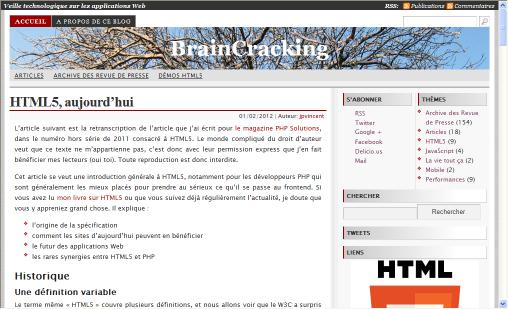 Veille technologique sur les applications Web
RSS: Publications Commentaires
ACCUEIL
A PROPOS DE CE BLOG
BrainCracking
ARTICLES
ARCHIVES DES REVUE DE PRESSE
DÉMOS HTML5
HTML5, aujourd'hui
01/02/2012 | Auteur: jpvincent
L'article suivant est la retranscription de l'article que j'ai écrit pour le magazine PHP Solutions,
dans le numéro hors série de 2011 consacré à HTML5. Le monde compliqué du droit d'auteur
veut que ce texte ne m'appartienne pas, c'est donc avec leur permission express que j'en fait
bénéficier mes lecteurs (oui toi). Toute reproduction est donc interdite.
Cet article se veut une introduction générale à HTML5, notamment pour les développeurs PHP qui
sont généralement les mieux placés pour prendre au sérieux ce qu'il se passe au frontend. Si
vous avez lu mon livre sur HTML5 ou que vous suivez déjà régulièrement l'actualité, je doute que
vous y appreniez grand chose. Il explique :
l'origine de la spécification
comment les sites d'aujourd'hui peuvent en bénéficier
le futur des applications Web
les rares synergies entre HTML5 et PHP
Historique
Une définition variable
Le terme même « HTML5 » couvre plusieurs définitions, et nous allons voir que le W3C a surpris
S'ABONNER
RSS
Twitter
Google +
Facebook
Delicio.us
Mail
THÈMES
Archive des Revue
de Presse (154)
Articles (18)
HTML5 (9)
JavaScript (4)
La vie tout ça (2)
Mobile (2)
Performances (9)
CHERCHER
Rechercher
TWEETS
LIENS
HTML